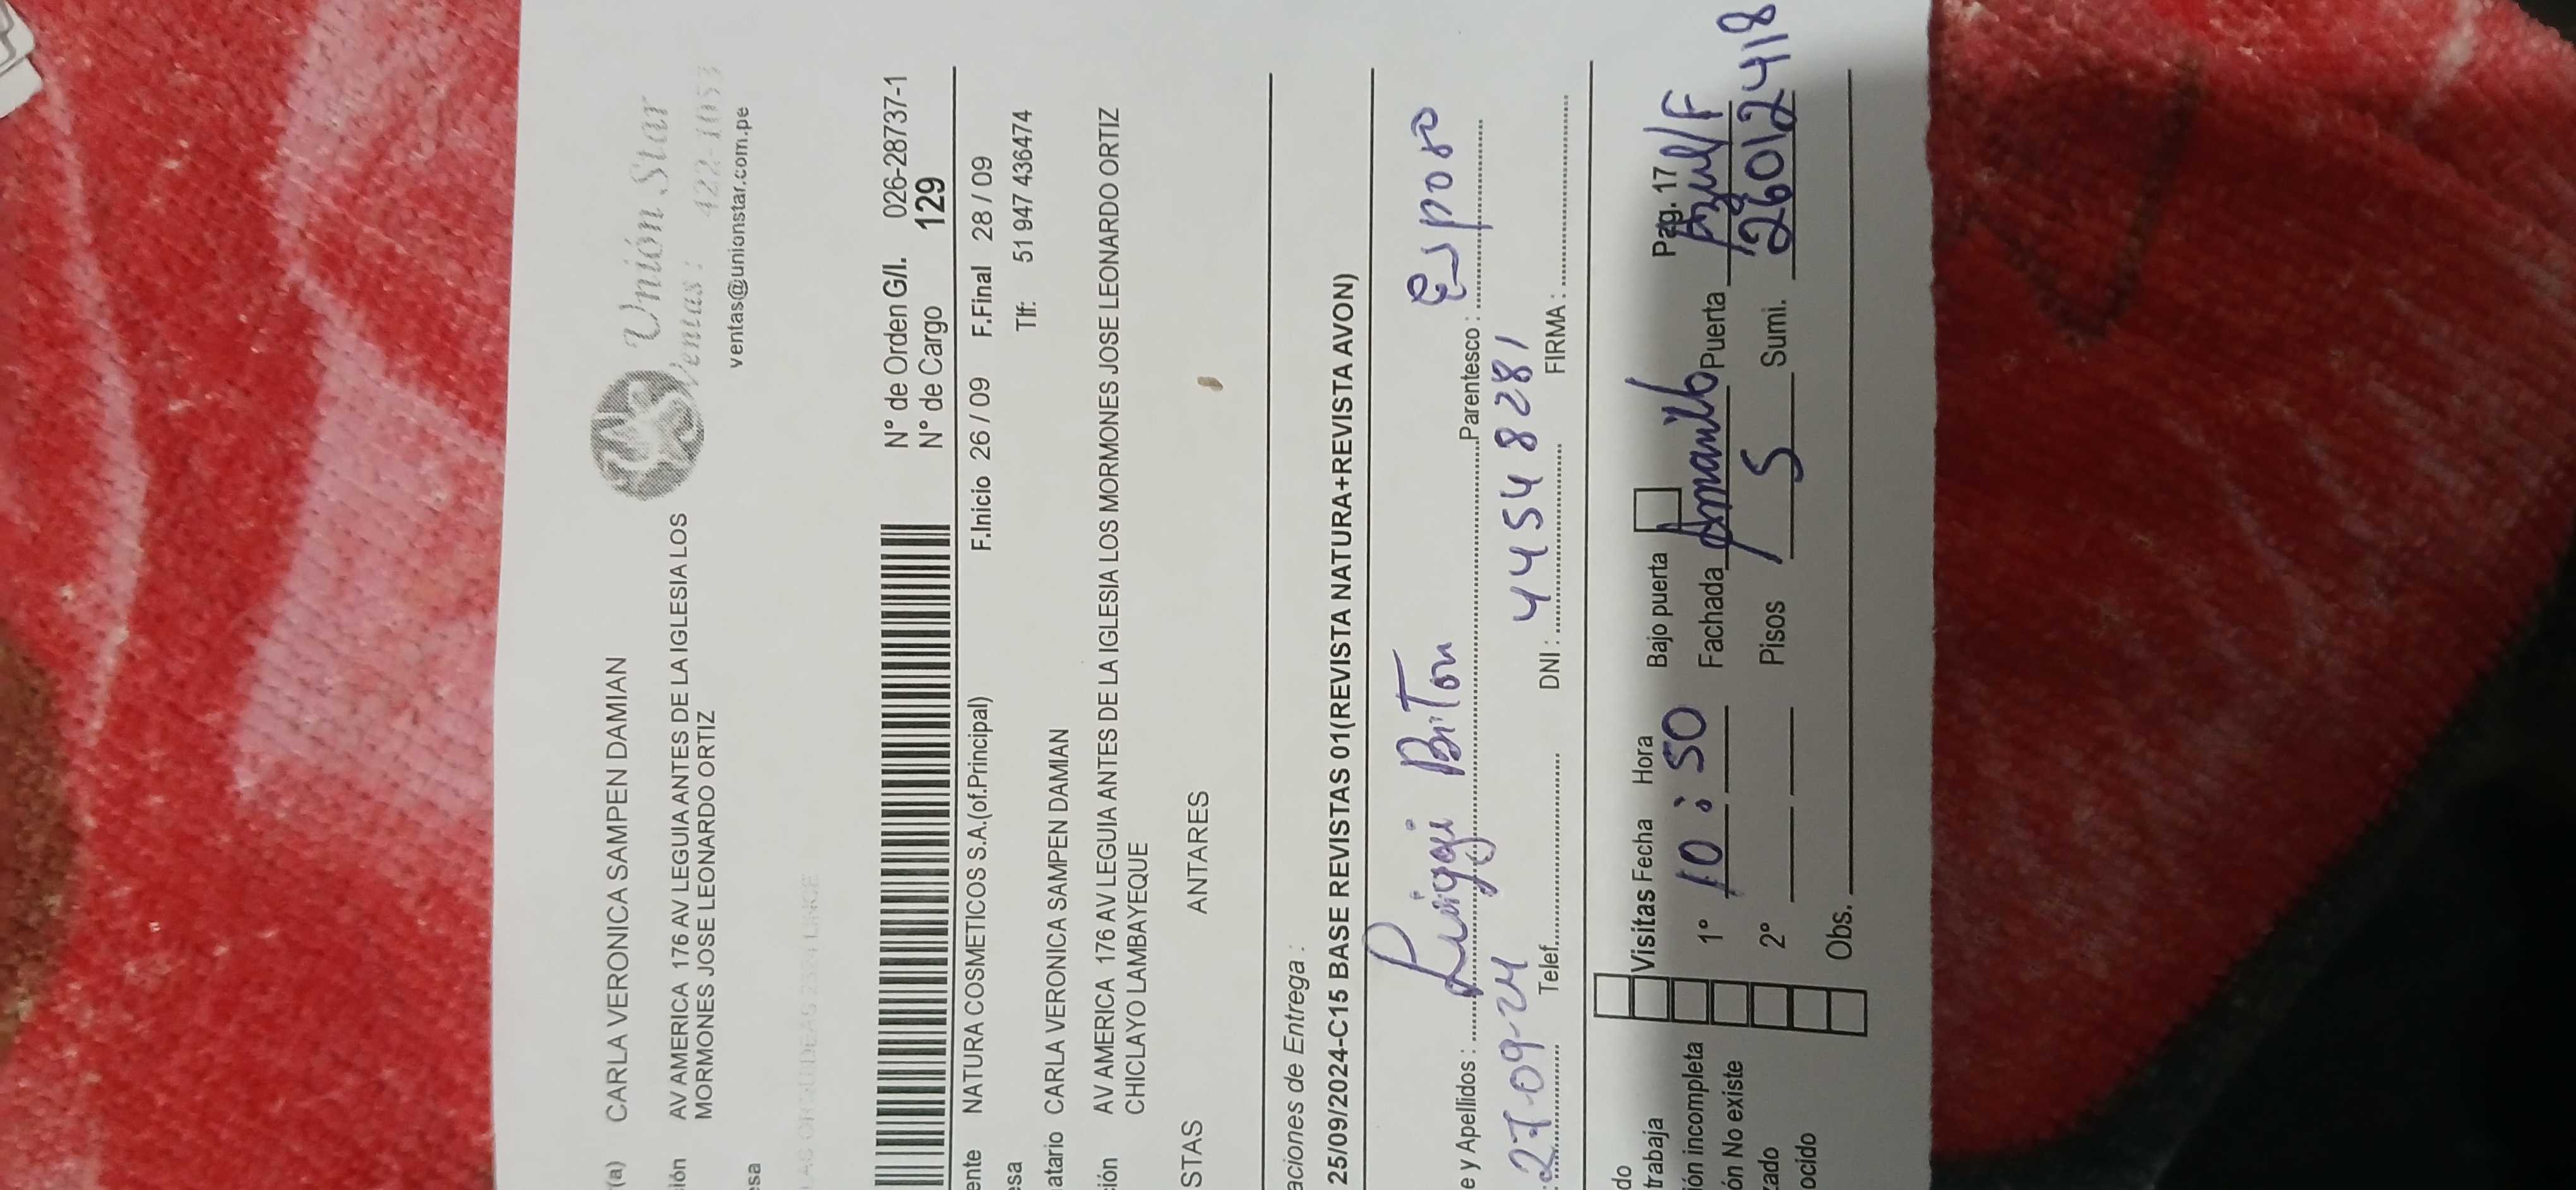 (a) CARLA VERONICA SAMPEN DAMIAN
Unión Star
Ventas : 422-1053
ventas@unionstar.com.pe
ión AV AMERICA 176 AV LEGUIA ANTES DE LA IGLESIA LOS
MORMONES JOSE LEONARDO ORTIZ
esa
N° de Orden G/I. 026-28737-1
N° de Cargo 129
ente NATURA COSMETICOS S.A.(of.Principal) F.Inicio 26 / 09 F.Final 28 / 09
esa Tlf: 51 947 436474
atario CARLA VERONICA SAMPEN DAMIAN
ión AV AMERICA 176 AV LEGUIA ANTES DE LA IGLESIA LOS MORMONES JOSE LEONARDO ORTIZ
CHICLAYO LAMBAYEQUE
STAS ANTARES
aciones de Entrega :
25/09/2024-C15 BASE REVISTAS 01(REVISTA NATURA+REVISTA AVON)
e y Apellidos : Luiggi Briton Parentesco : Esposo
27-09-24 Telef. DNI : 44548281 FIRMA :
do
trabaja Visitas Fecha Hora Bajo puerta Pag. 17
ión incompleta 1° 10:50 Fachada Amarillo Puerta Azul/F
ón No existe
zado 2° Pisos 5 Sumi. 26012418
ocido Obs.